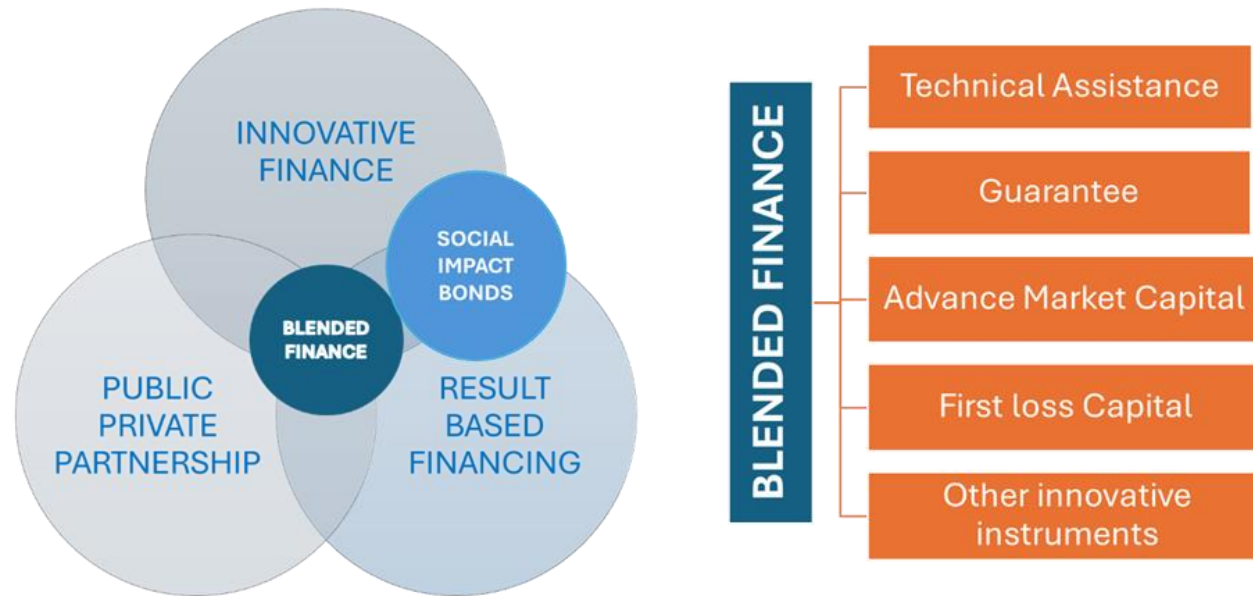 INNOVATIVE
FINANCE
SOCIAL
IMPACT
BONDS
BLENDED
FINANCE
PUBLIC
PRIVATE
PARTNERSHIP
RESULT
BASED
FINANCING
BLENDED FINANCE
Technical Assistance
Guarantee
Advance Market Capital
First loss Capital
Other innovative
instruments